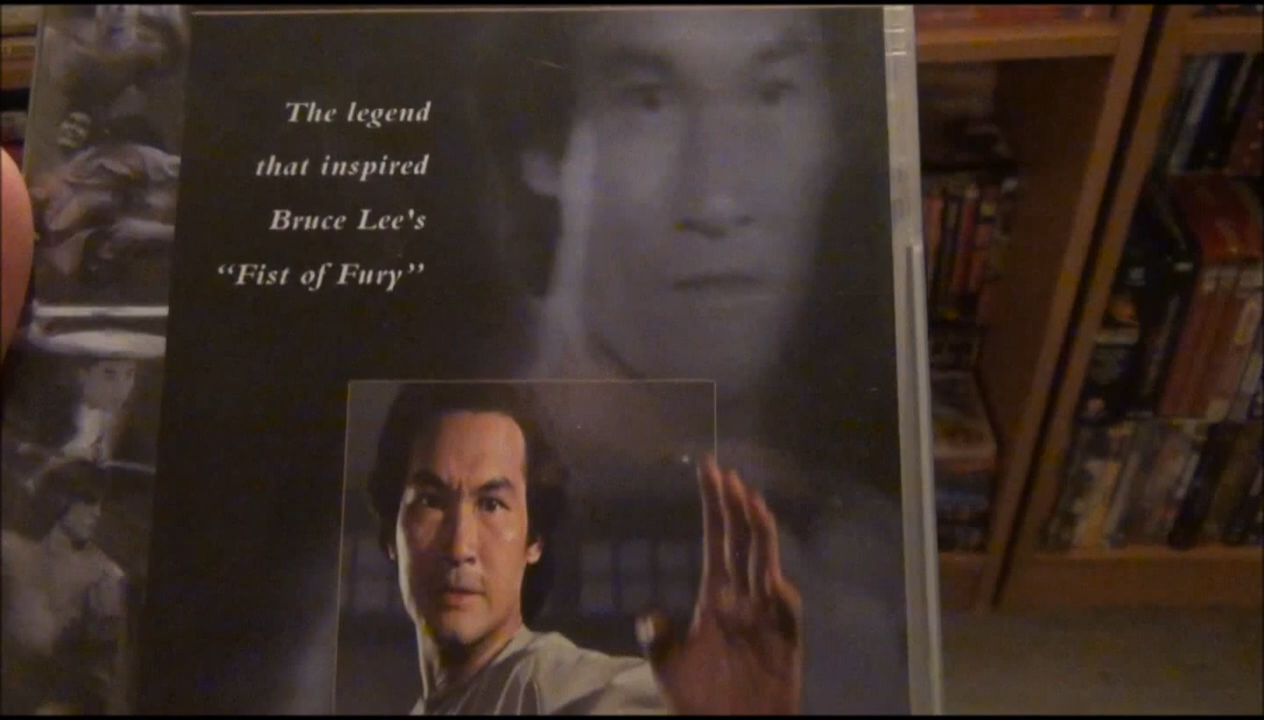 The legend
that inspired
Bruce Lee's
“Fist of Fury”